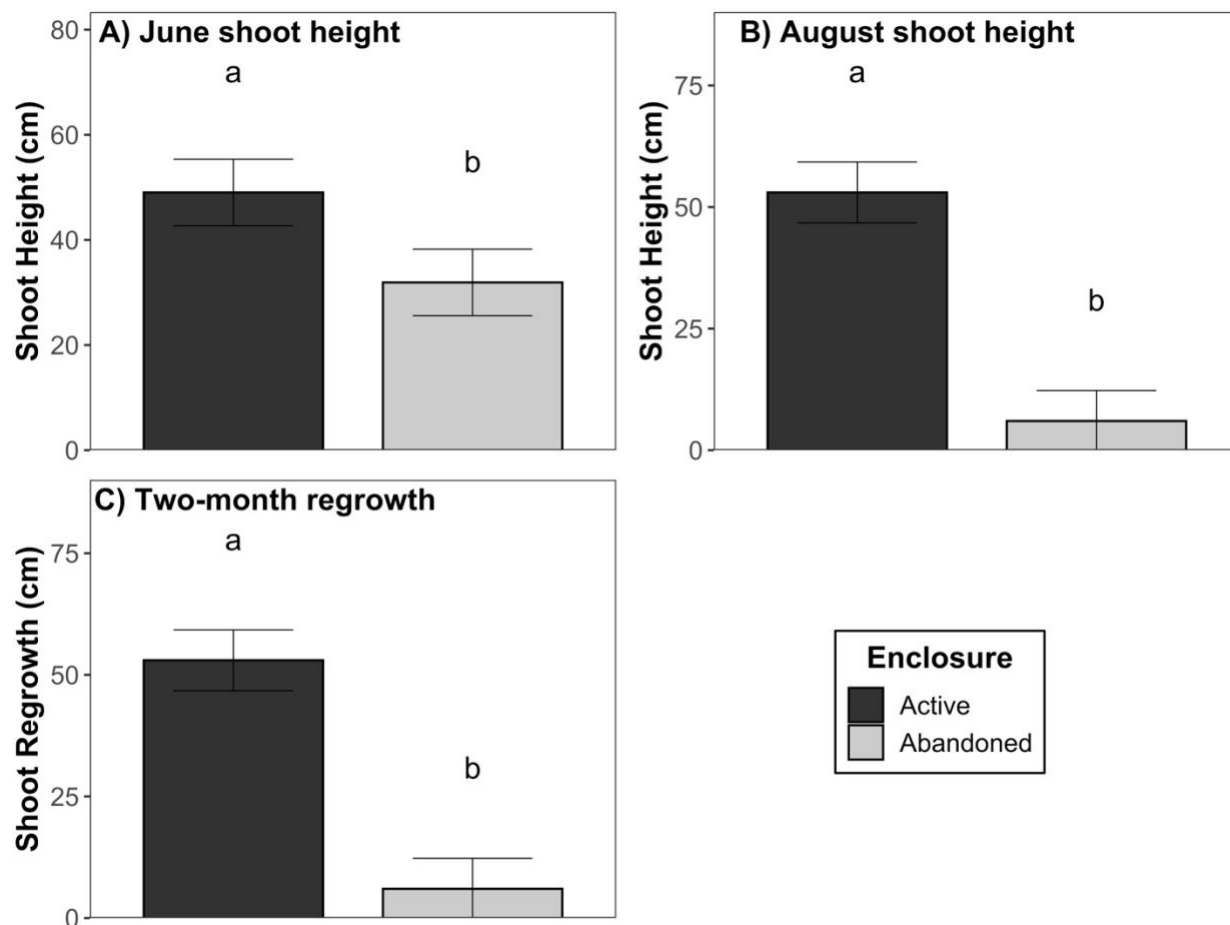 A) June shoot height
80
60
40
20
0
Shoot Height (cm)
a
b
B) August shoot height
75
50
25
0
Shoot Height (cm)
a
b
C) Two-month regrowth
75
50
25
0
Shoot Regrowth (cm)
a
b
Enclosure
Active
Abandoned